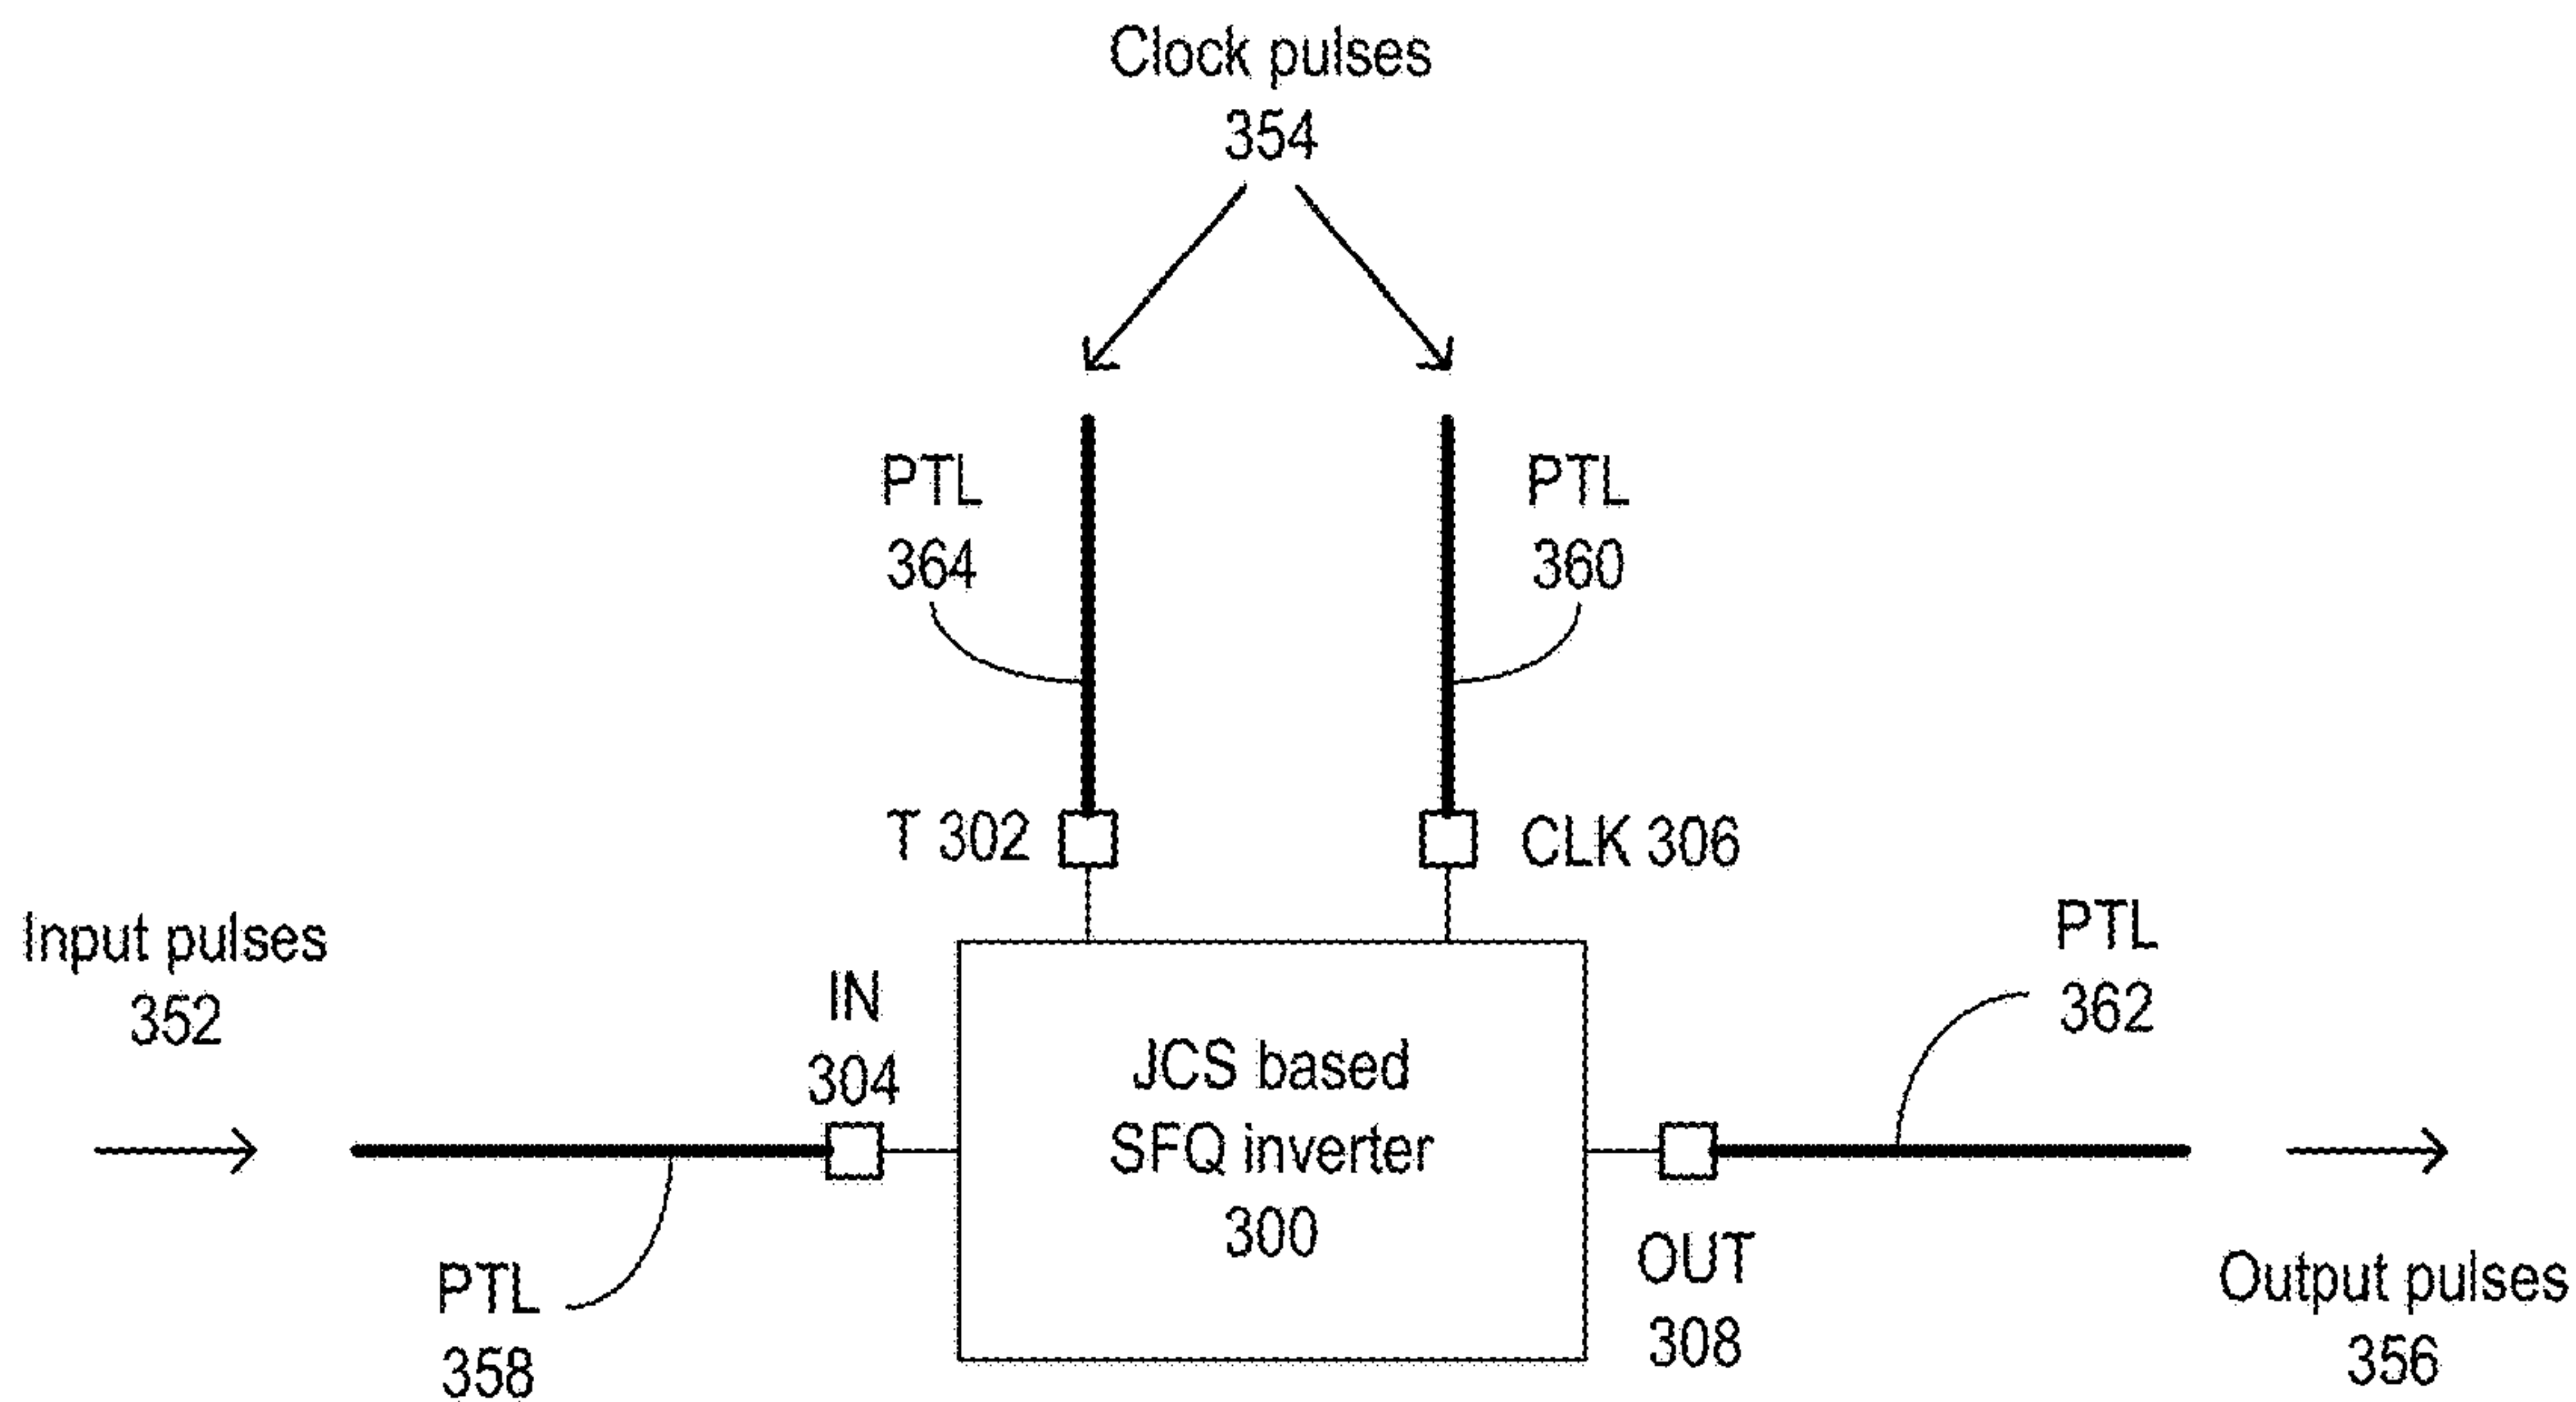 Clock pulses
354
PTL
364
PTL
360
T 302
CLK 306
Input pulses
352
IN
304
PTL
358
JCS based
SFQ inverter
300
PTL
362
OUT
308
Output pulses
356